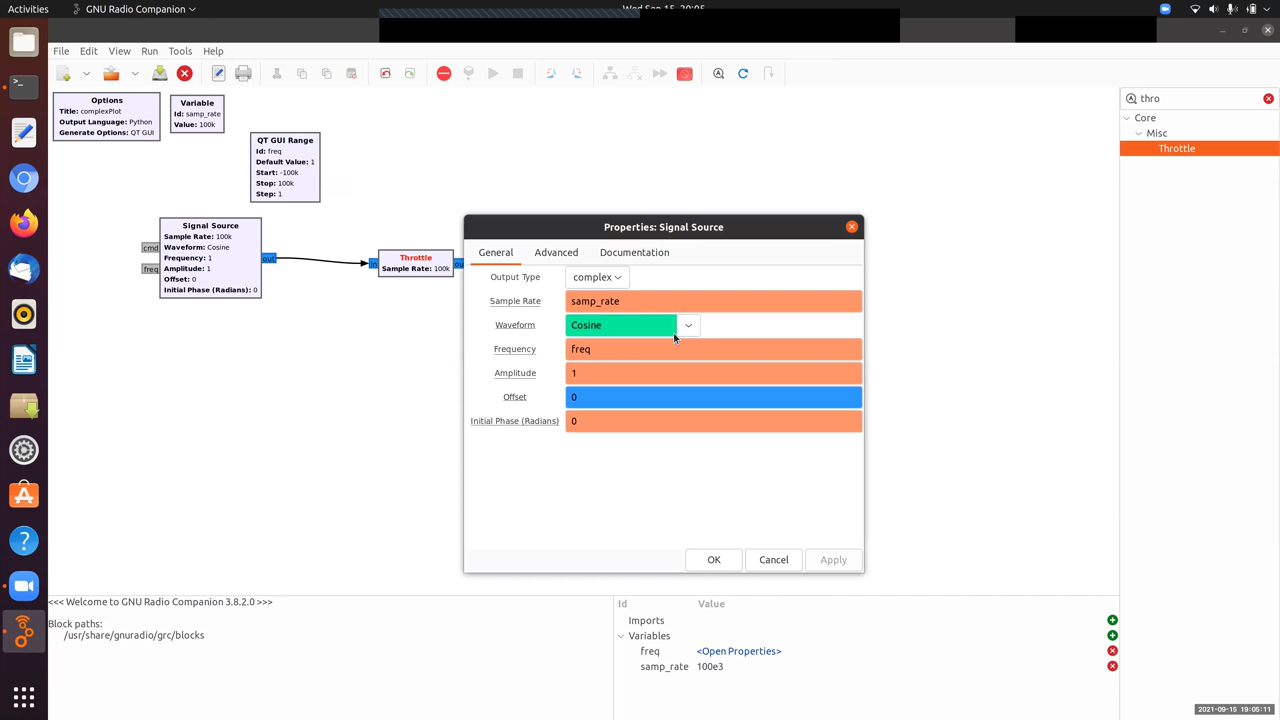 Activities
GNU Radio Companion
Wed Sep 15, 20:05
File Edit View Run Tools Help
Options
Title: complexPlot
Output Language: Python
Generate Options: QT GUI
Variable
Id: samp_rate
Value: 100k
QT GUI Range
Id: freq
Default Value: 1
Start: -100k
Stop: 100k
Step: 1
Signal Source
Sample Rate: 100k
Waveform: Cosine
Frequency: 1
Amplitude: 1
Offset: 0
Initial Phase (Radians): 0
cmd
freq
out
in
Throttle
Sample Rate: 100k
Properties: Signal Source
General Advanced Documentation
Output Type complex
Sample Rate samp_rate
Waveform Cosine
Frequency freq
Amplitude 1
Offset 0
Initial Phase (Radians) 0
OK Cancel Apply
thro
Core
Misc
Throttle
<<< Welcome to GNU Radio Companion 3.8.2.0 >>>
Block paths:
/usr/share/gnuradio/grc/blocks
Id Value
Imports
Variables
freq <Open Properties>
samp_rate 100e3
2021-09-15 19:05:11